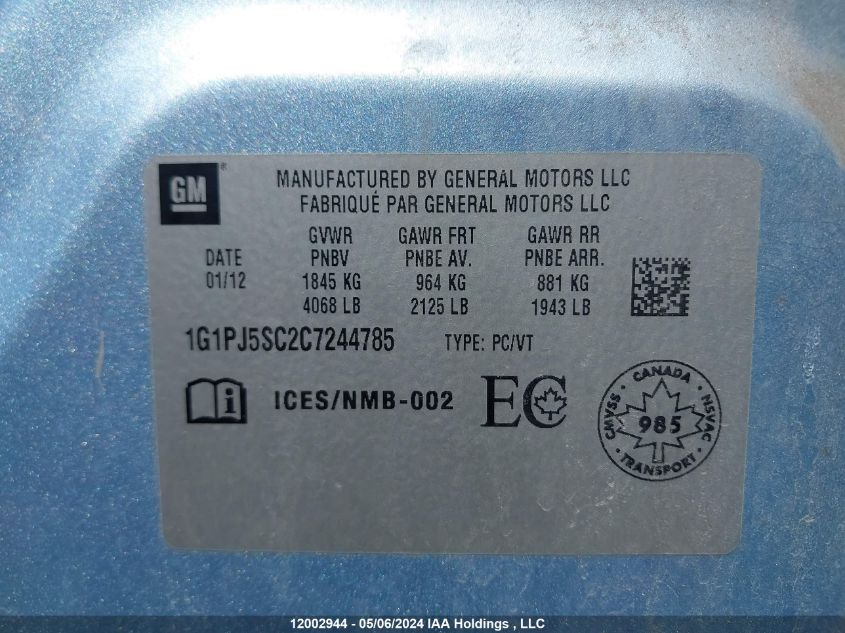 GM ®
MANUFACTURED BY GENERAL MOTORS LLC
FABRIQUÉ PAR GENERAL MOTORS LLC
GVWR GAWR FRT GAWR RR
DATE PNBV PNBE AV. PNBE ARR.
01/12 1845 KG 964 KG 881 KG
4068 LB 2125 LB 1943 LB
1G1PJ5SC2C7244785 TYPE: PC/VT
i ICES/NMB-002 EC
· CANADA · NSVAC · TRANSPORT · CMVSS
985
12002944 - 05/06/2024 IAA Holdings , LLC